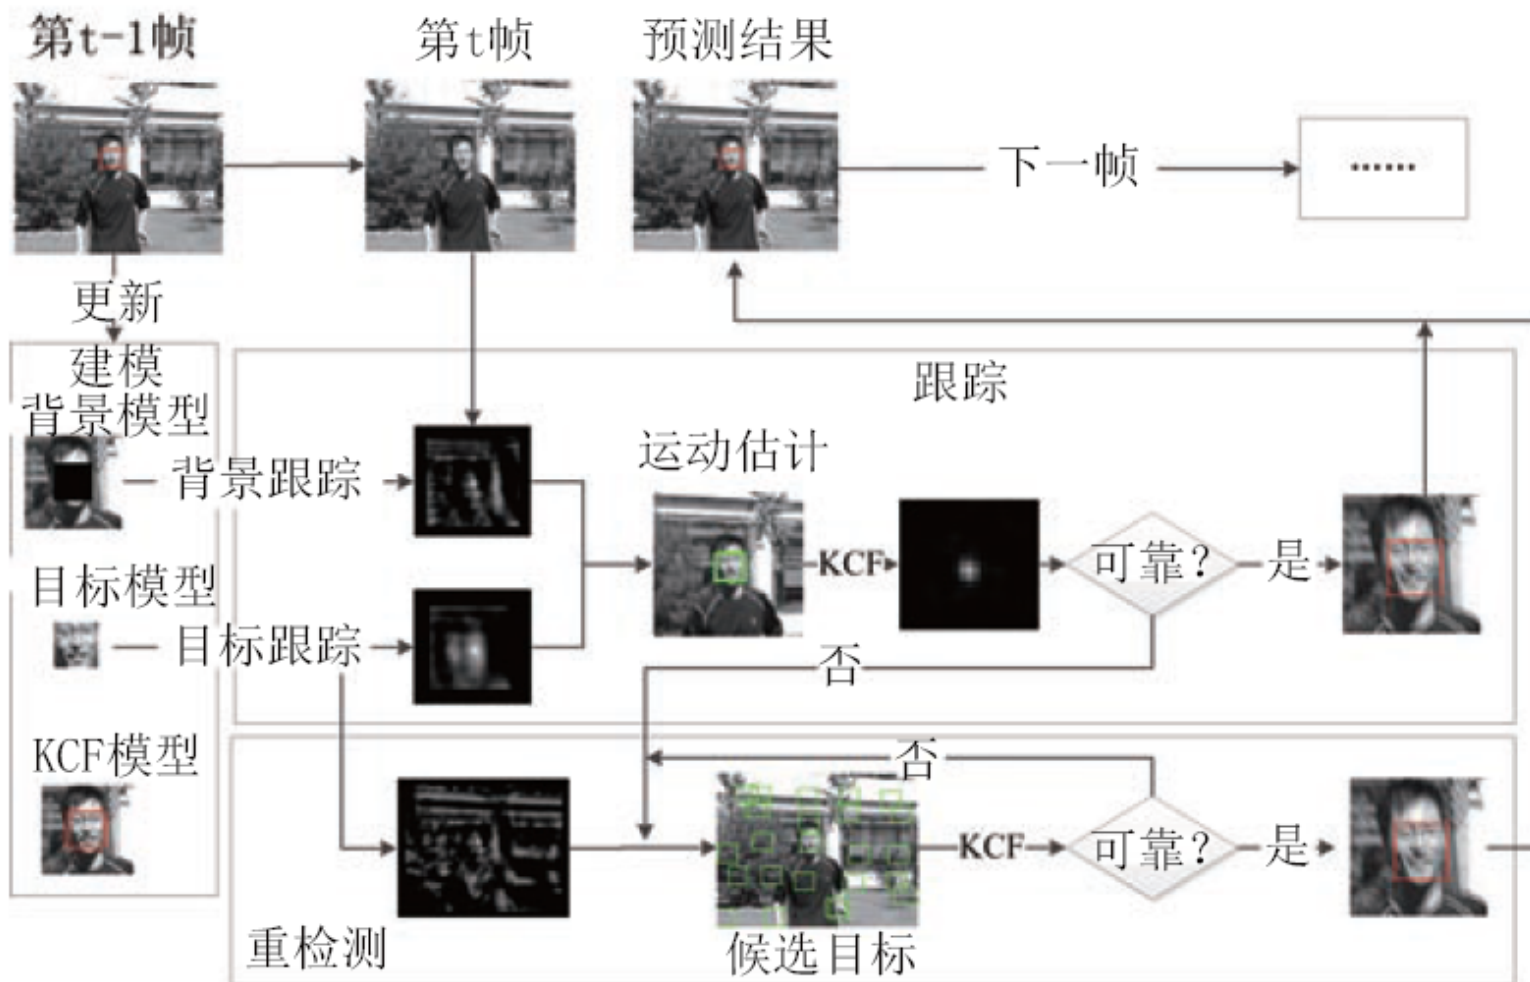 第t-1帧
第t帧
预测结果
下一帧
......
更新
建模
背景模型
背景跟踪
目标模型
目标跟踪
KCF模型
跟踪
运动估计
KCF
可靠?
是
否
否
KCF
可靠?
是
重检测
候选目标